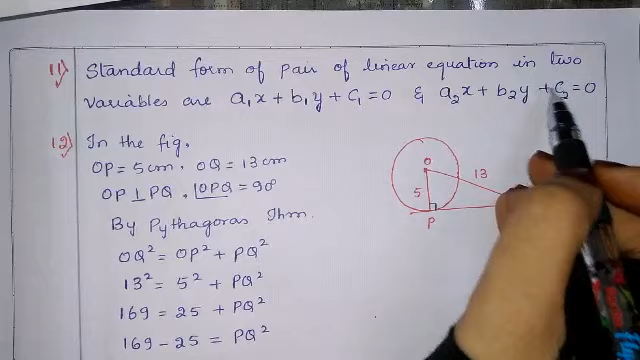 11) Standard form of pair of linear equation in two
variables are a₁x + b₁y + c₁ = 0 & a₂x + b₂y + c₂ = 0
12) In the fig.
OP = 5cm, OQ = 13cm
OP ⊥ PQ . ∠OPQ = 90°
By Pythagoras Thm.
OQ² = OP² + PQ²
13² = 5² + PQ²
169 = 25 + PQ²
169 - 25 = PQ²
O
13
5
P